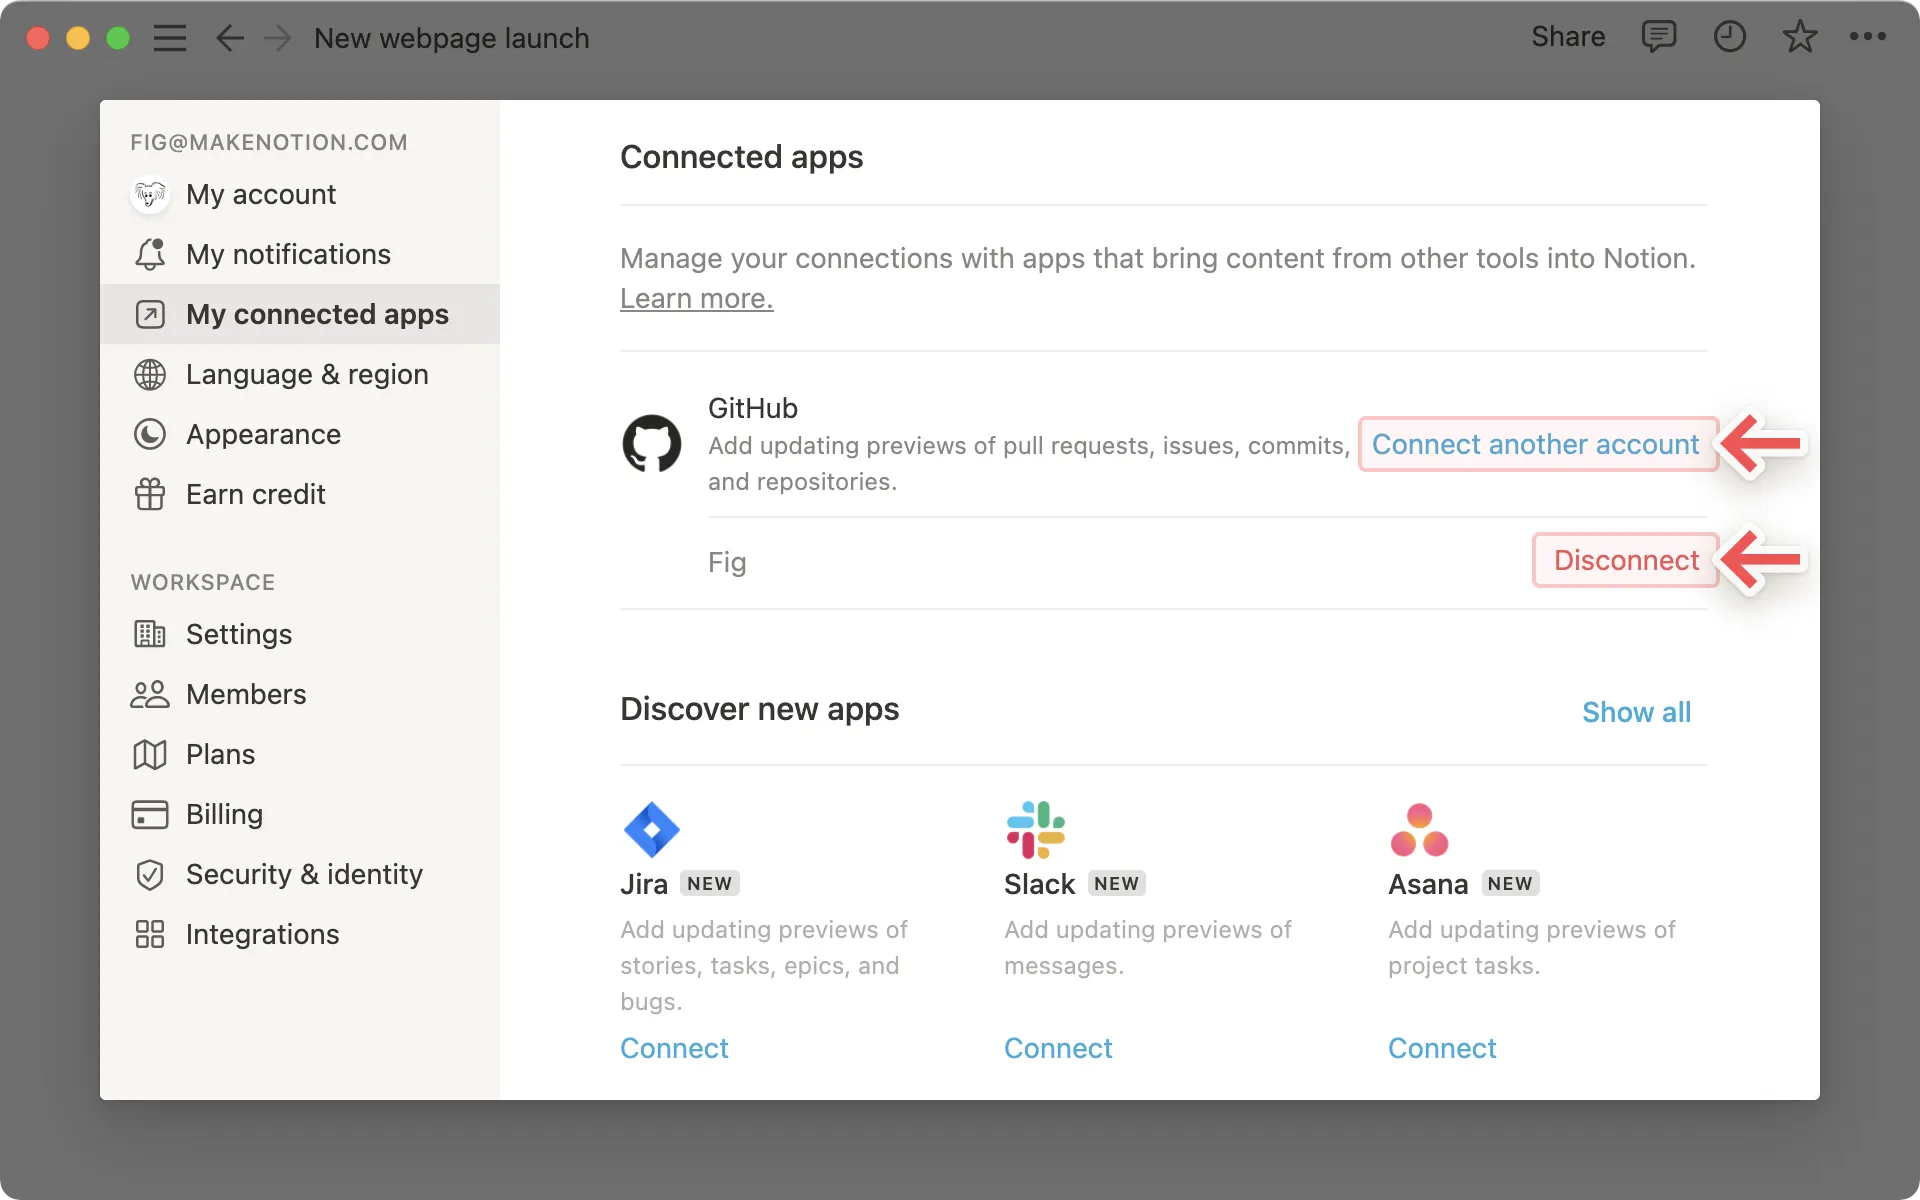 New webpage launch
Share
FIG@MAKENOTION.COM
My account
My notifications
My connected apps
Language & region
Appearance
Earn credit
WORKSPACE
Settings
Members
Plans
Billing
Security & identity
Integrations
Connected apps
Manage your connections with apps that bring content from other tools into Notion.
Learn more.
GitHub
Add updating previews of pull requests, issues, commits,
and repositories.
Connect another account
Fig
Disconnect
Discover new apps
Show all
Jira NEW
Add updating previews of
stories, tasks, epics, and
bugs.
Connect
Slack NEW
Add updating previews of
messages.
Connect
Asana NEW
Add updating previews of
project tasks.
Connect